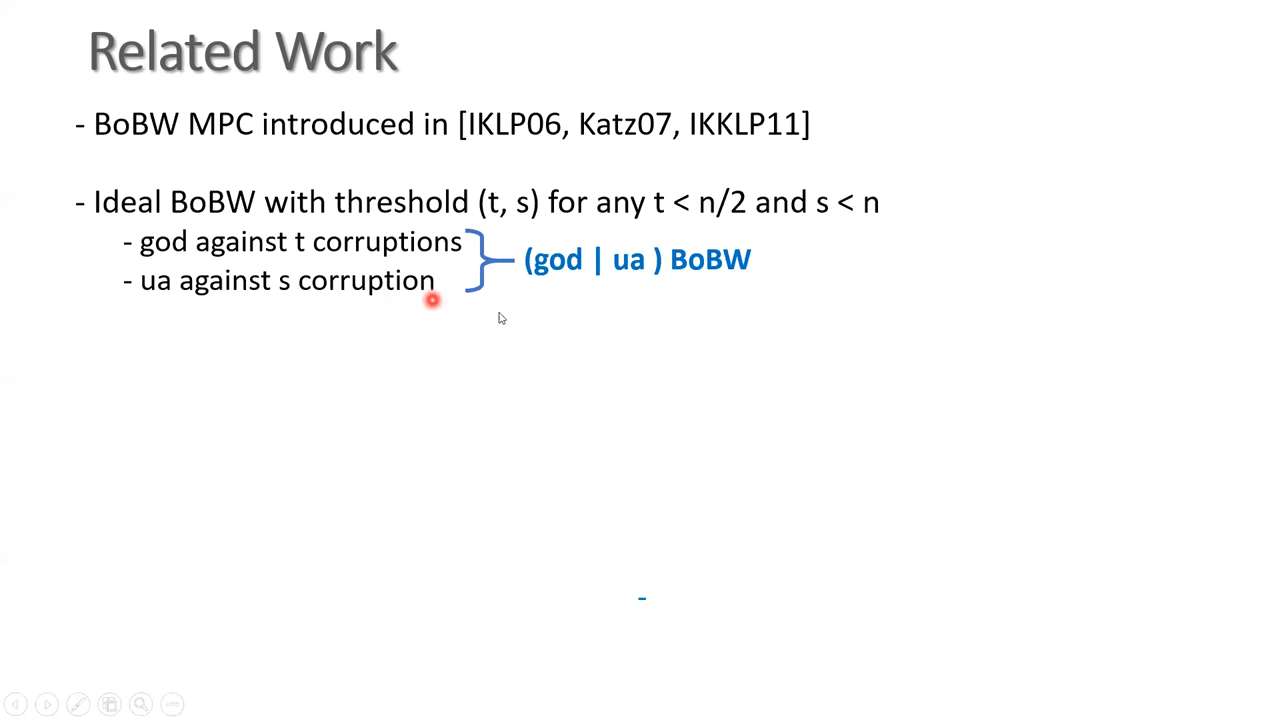 Related Work
- BoBW MPC introduced in [IKLP06, Katz07, IKKLP11]
- Ideal BoBW with threshold (t, s) for any t < n/2 and s < n
- god against t corruptions
- ua against s corruption
(god | ua ) BoBW
-